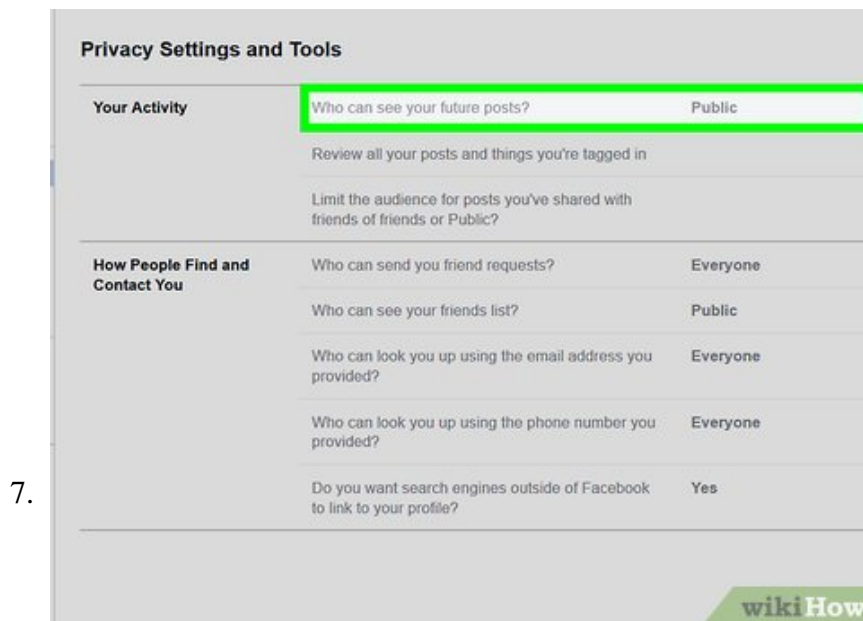 Privacy Settings and Tools
Your Activity
Who can see your future posts? Public
Review all your posts and things you're tagged in
Limit the audience for posts you've shared with
friends of friends or Public?
How People Find and
Contact You
Who can send you friend requests? Everyone
Who can see your friends list? Public
Who can look you up using the email address you
provided?
Everyone
Who can look you up using the phone number you
provided?
Everyone
7.
Do you want search engines outside of Facebook
to link to your profile?
Yes
wikiHow